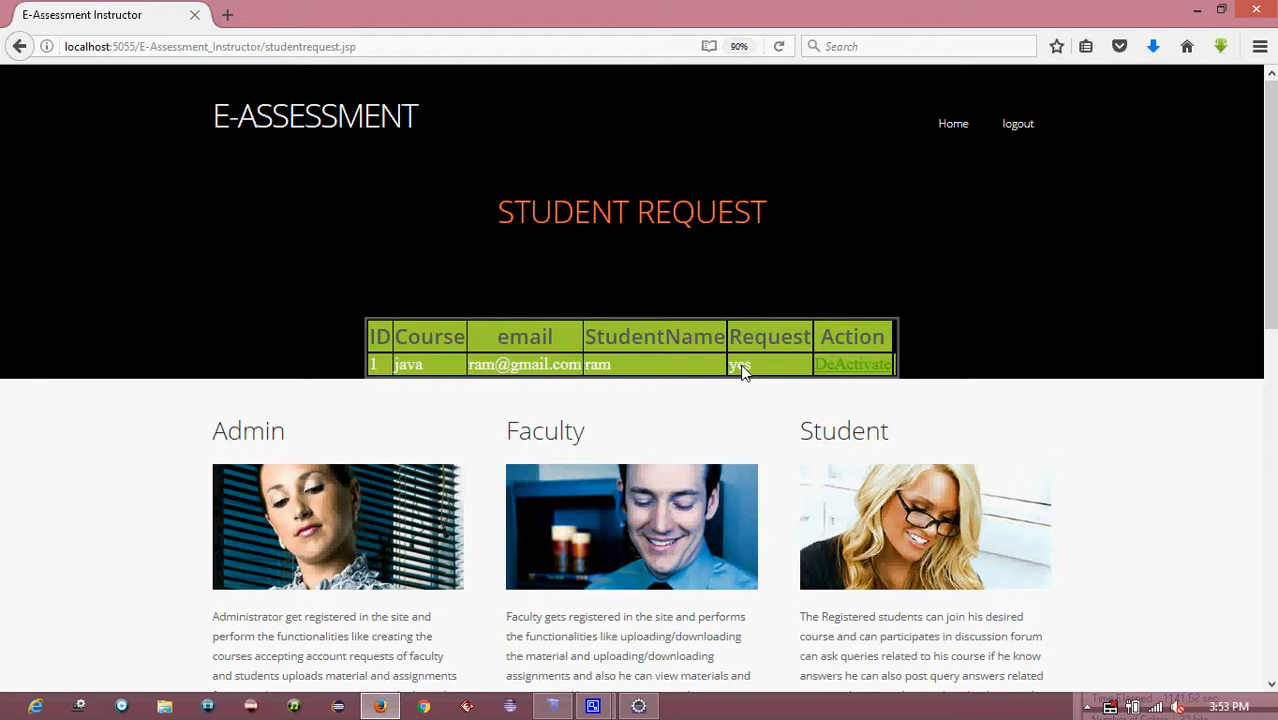 E-Assessment Instructor
localhost:5055/E-Assessment_Instructor/studentrequest.jsp
90%
Search
E-ASSESSMENT
Home
logout
STUDENT REQUEST
ID Course email StudentName Request Action
1 java ram@gmail.com ram yes DeActivate
Admin
Faculty
Student
Administrator get registered in the site and
perform the functionalities like creating the
courses accepting account requests of faculty
and students uploads material and assignments
Faculty gets registered in the site and performs
the functionalities like uploading/downloading
the material and uploading/downloading
assignments and also he can view materials and
The Registered students can join his desired
course and can participates in discussion forum
can ask queries related to his course if he know
answers he can also post query answers related
Time Elapsed 1141.62 sec
3:53 PM